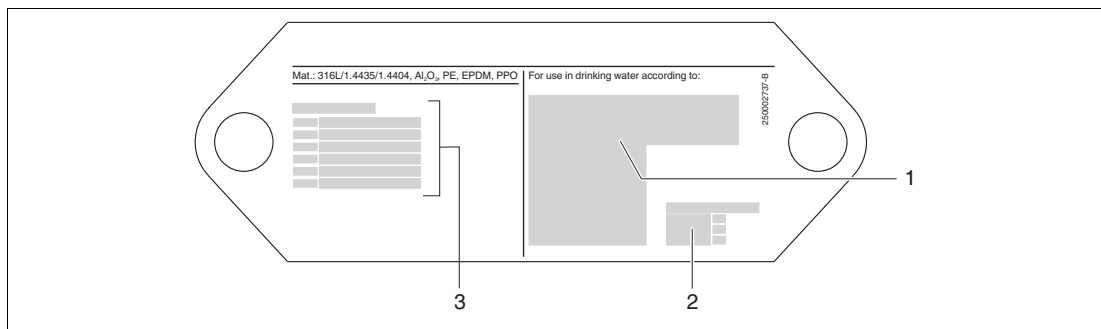 Mat.: 316L/1.4435/1.4404, Al₂O₃, PE, EPDM, PPO
For use in drinking water according to:
250002737-B
1
2
3